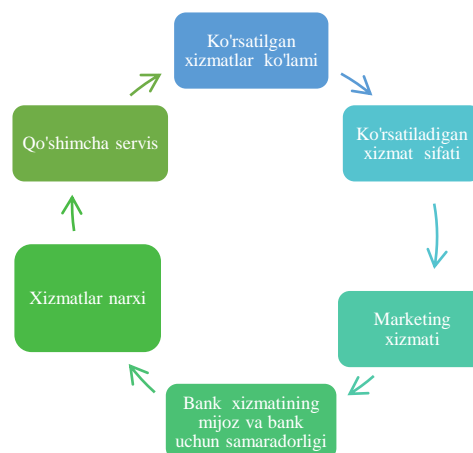 Ko'rsatilgan
xizmatlar ko'lami
Ko'rsatiladigan
xizmat sifati
Marketing
xizmati
Bank xizmatining
mijoz va bank
uchun samaradorligi
Xizmatlar narxi
Qo'shimcha servis